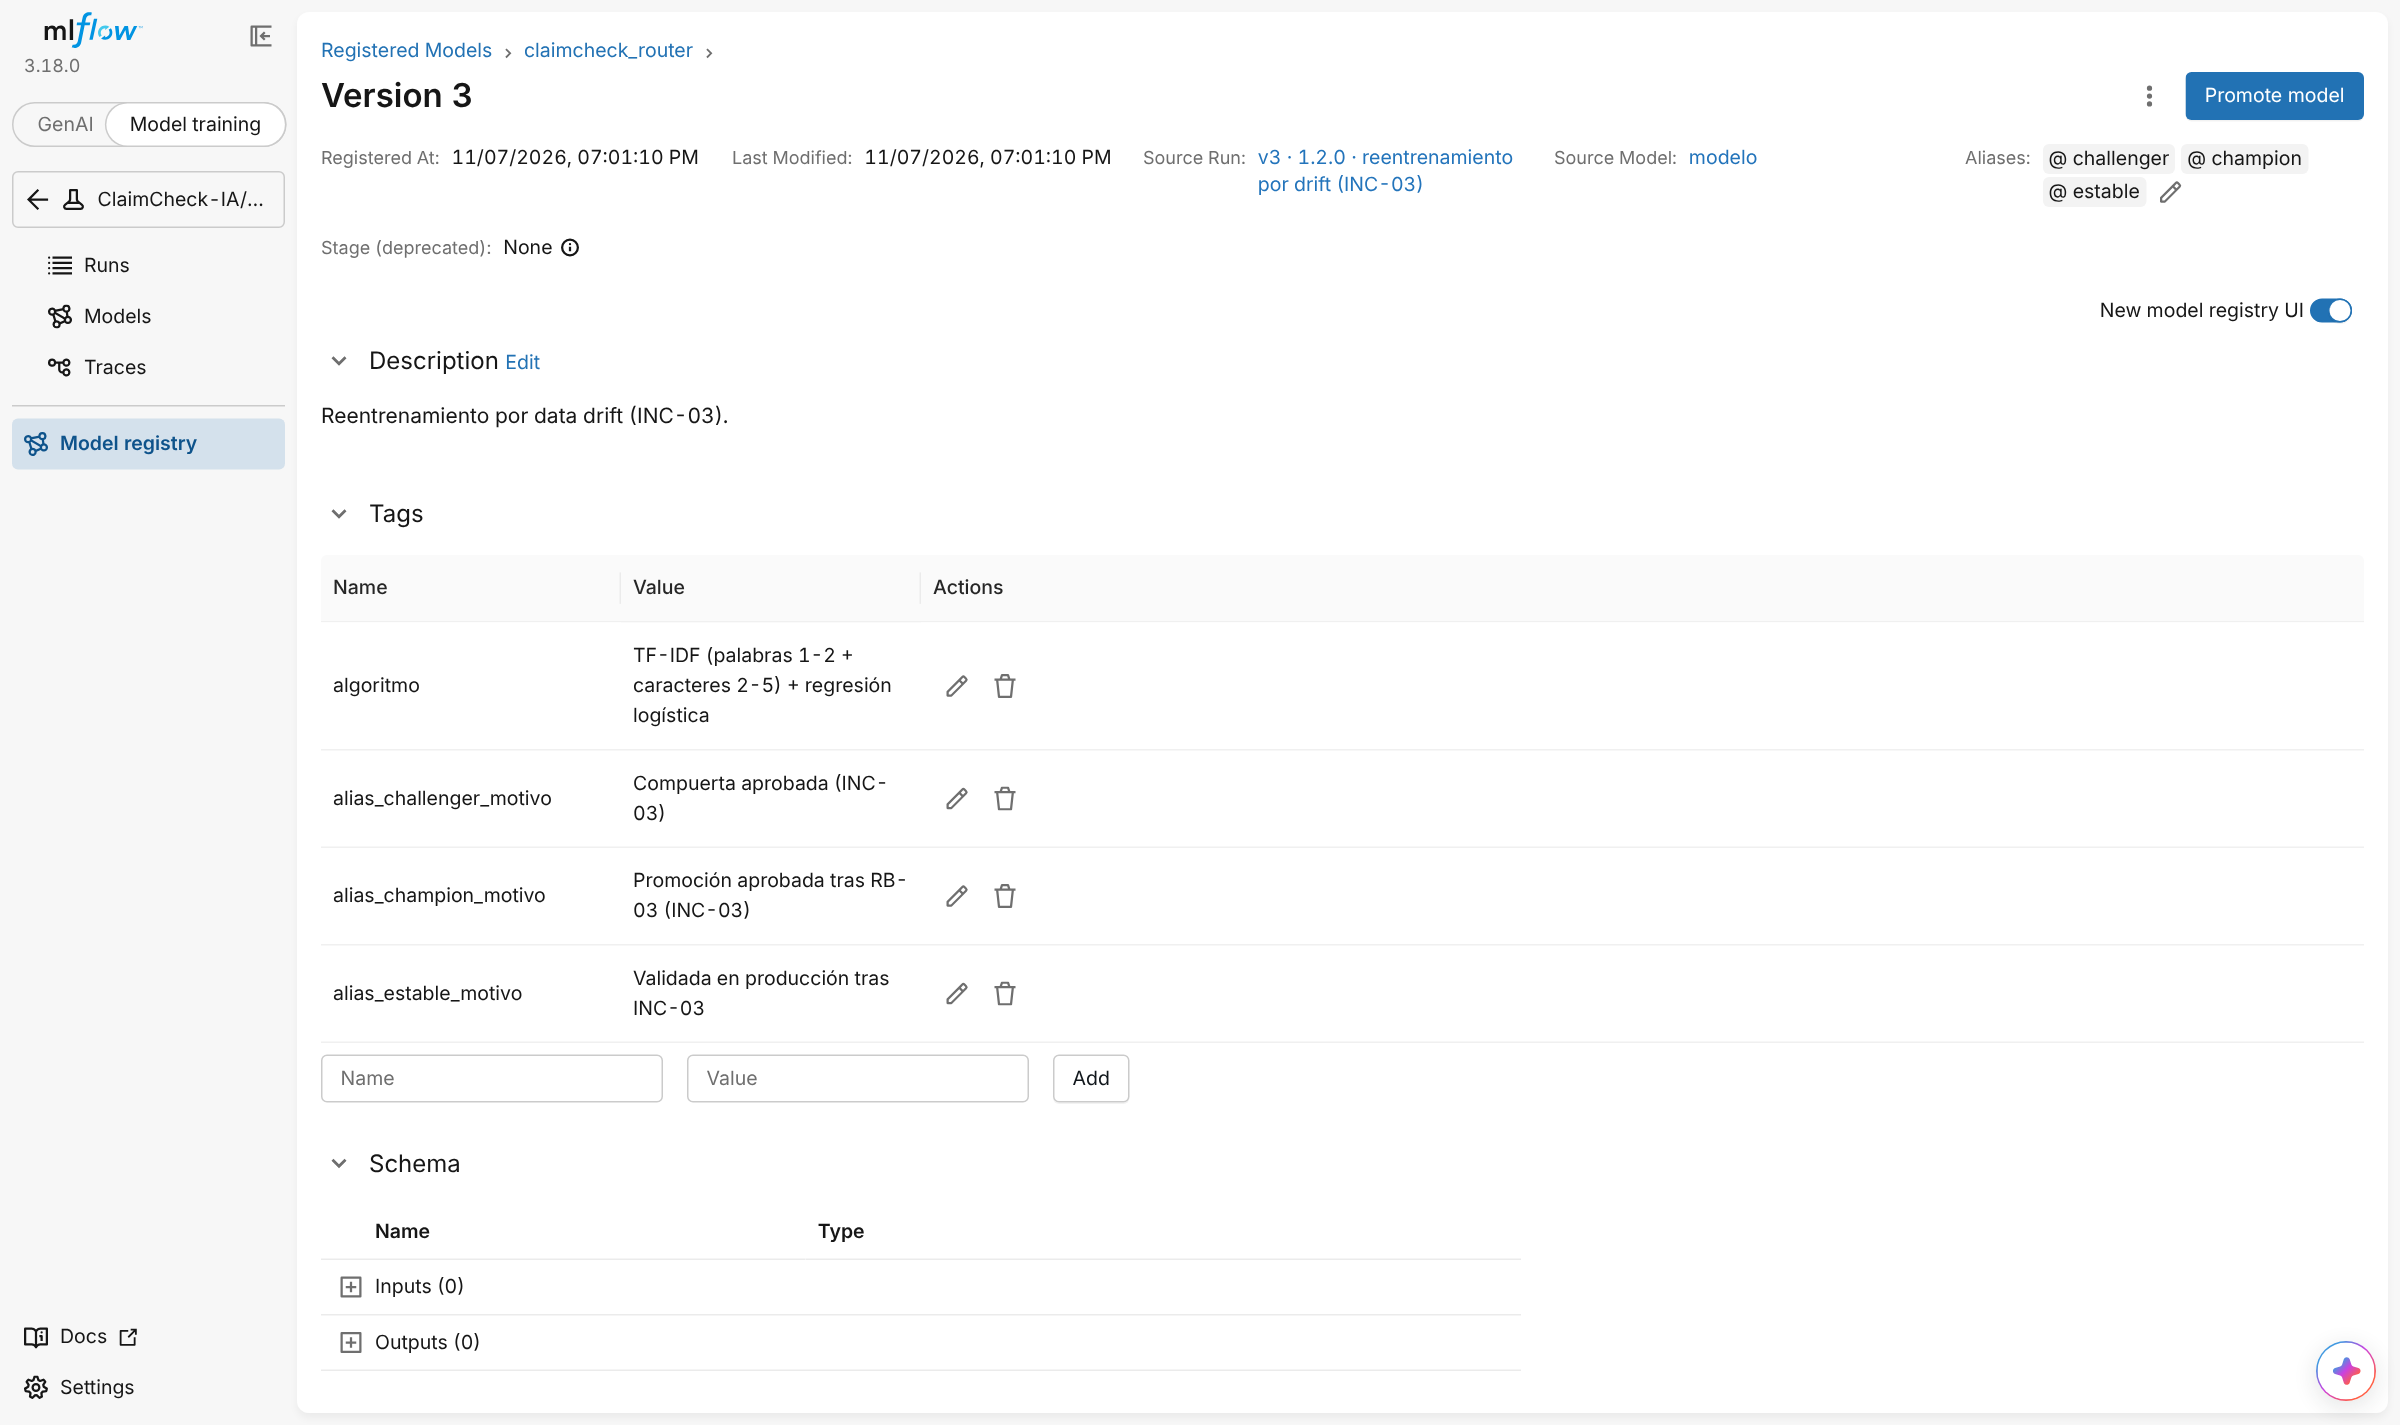 mlflow
3.18.0
GenAI
Model training
ClaimCheck-IA/...
Runs
Models
Traces
Model registry
Docs
Settings
Registered Models > claimcheck_router >
Version 3
Promote model
Registered At: 11/07/2026, 07:01:10 PM
Last Modified: 11/07/2026, 07:01:10 PM
Source Run: v3 · 1.2.0 · reentrenamiento
por drift (INC-03)
Source Model: modelo
Aliases: @ challenger @ champion
@ estable
Stage (deprecated): None
New model registry UI
Description Edit
Reentrenamiento por data drift (INC-03).
Tags
Name Value Actions
algoritmo
TF-IDF (palabras 1-2 +
caracteres 2-5) + regresión
logística
alias_challenger_motivo
Compuerta aprobada (INC-
03)
alias_champion_motivo
Promoción aprobada tras RB-
03 (INC-03)
alias_estable_motivo
Validada en producción tras
INC-03
Name Value Add
Schema
Name Type
Inputs (0)
Outputs (0)